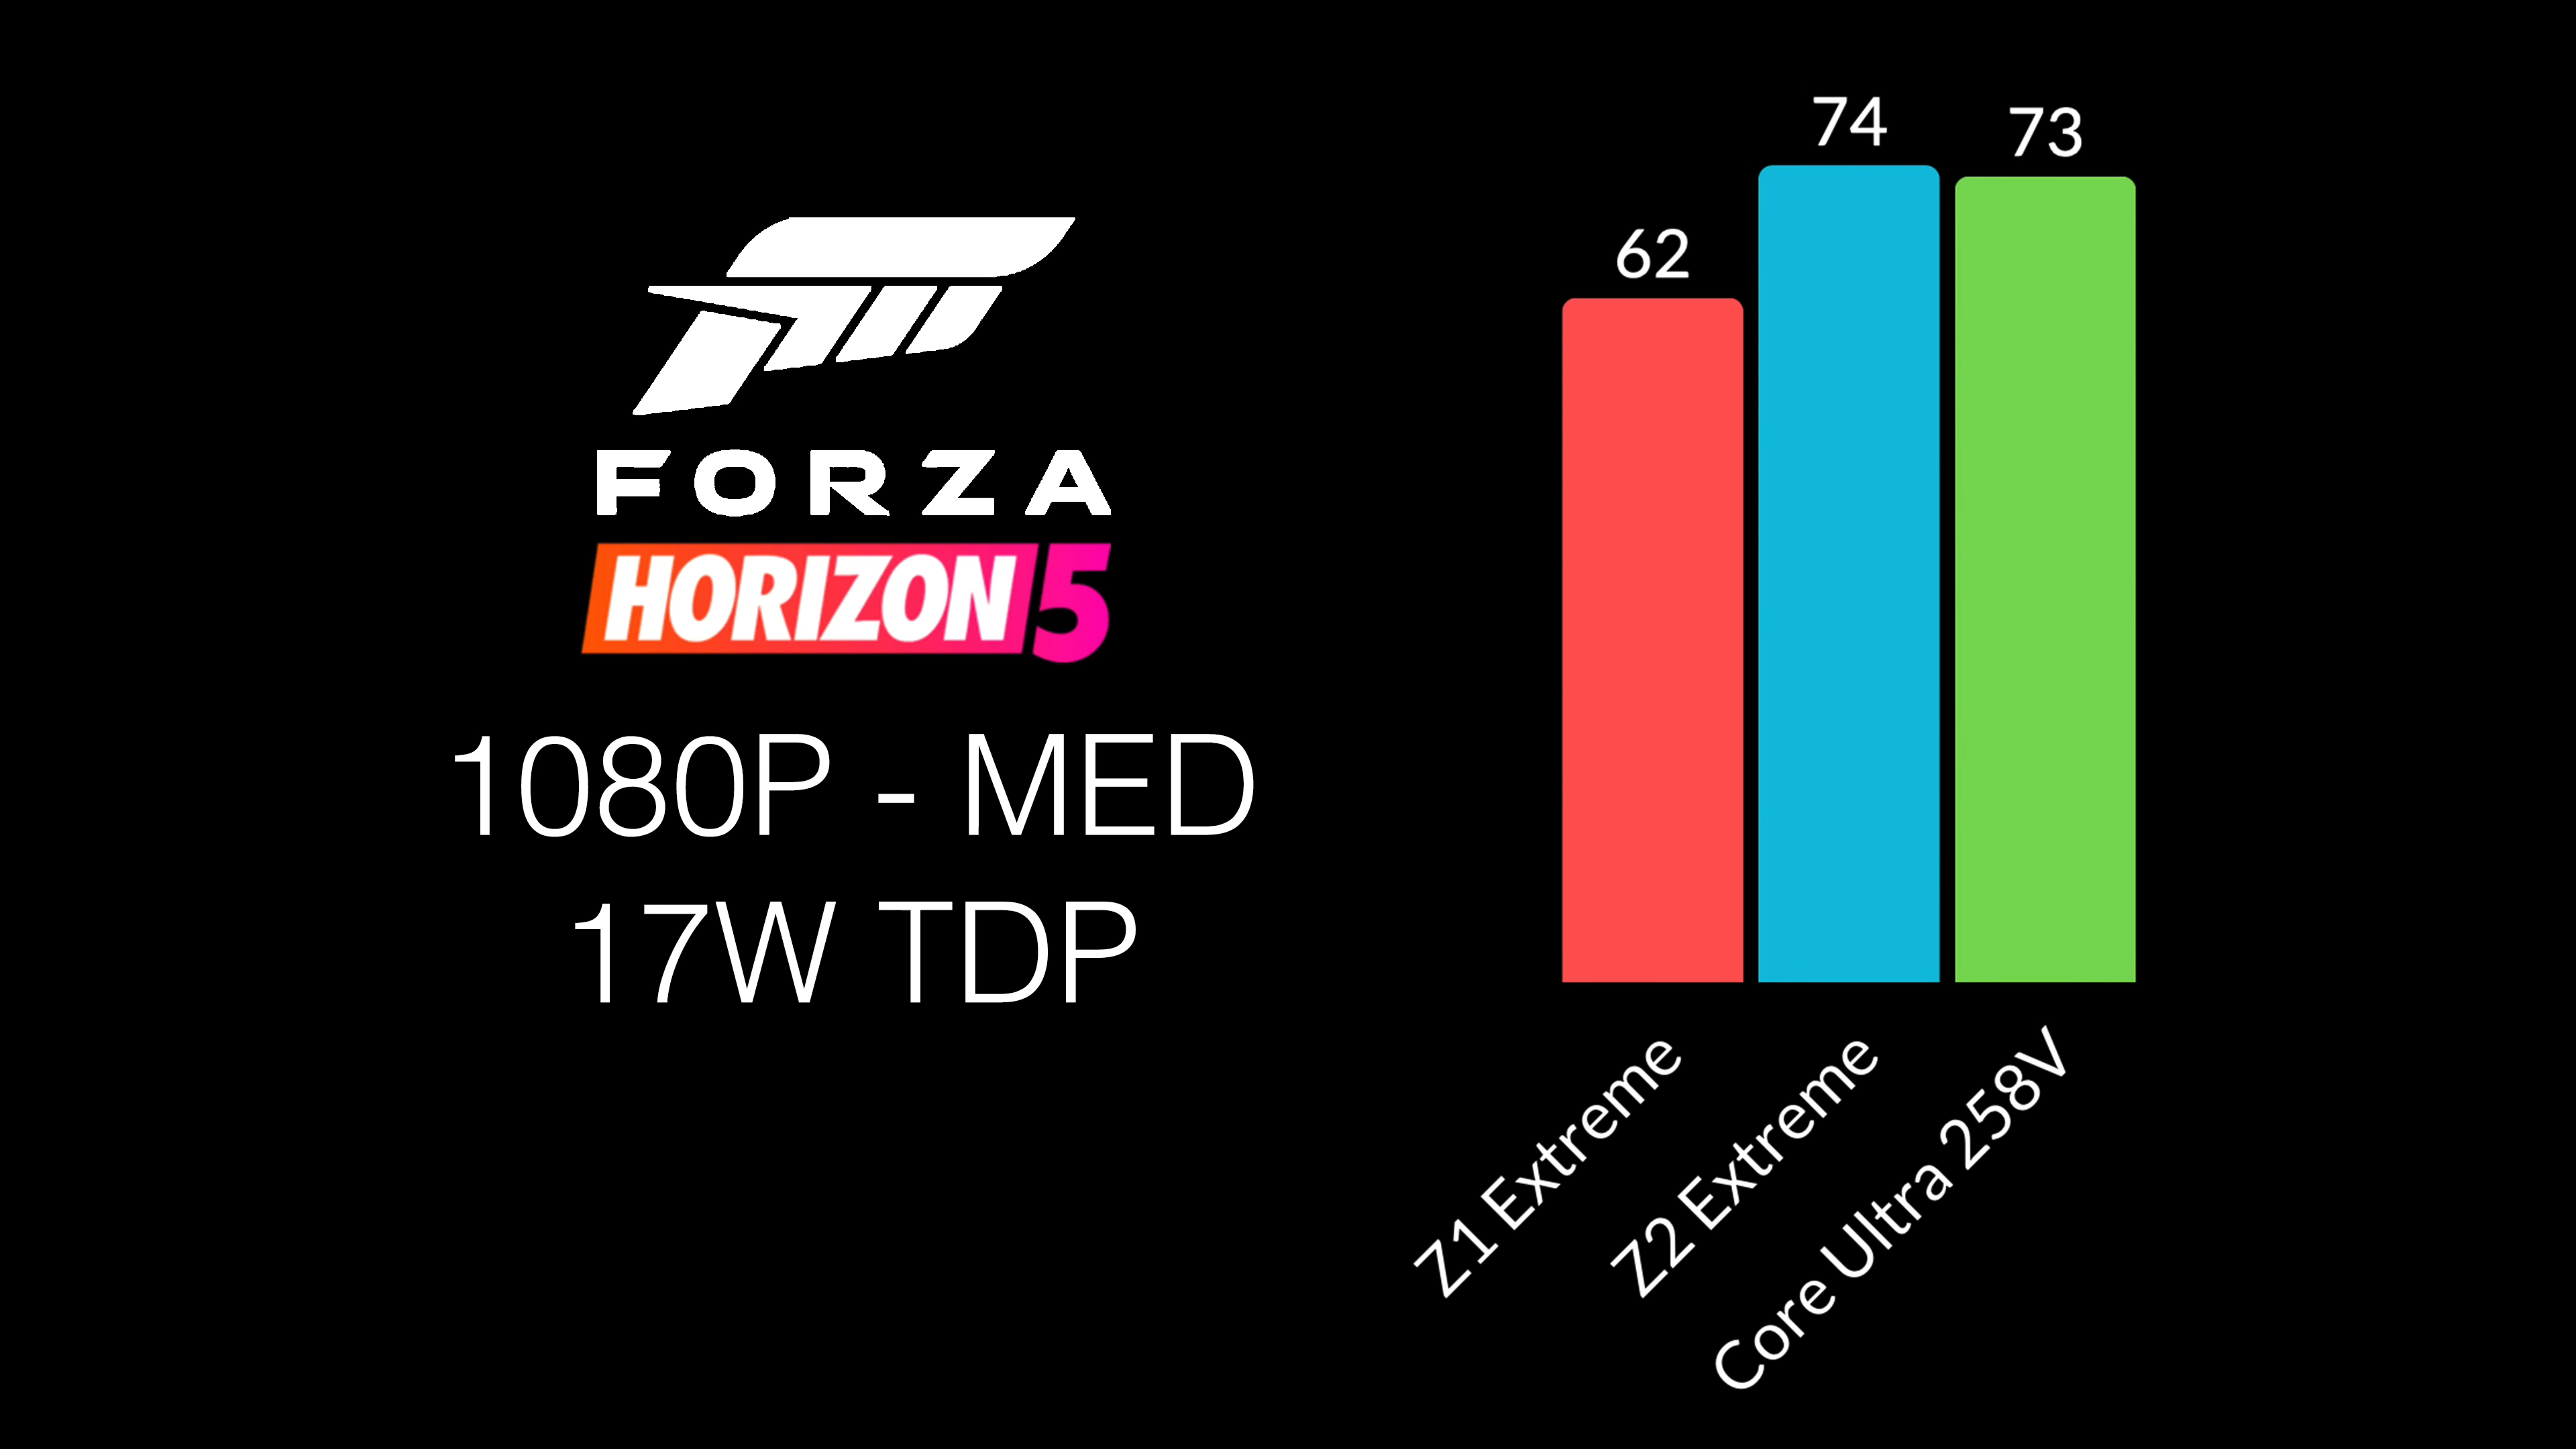 FORZA
HORIZON 5
1080P - MED
17W TDP
62
74
73
Z1 Extreme
Z2 Extreme
Core Ultra 258V